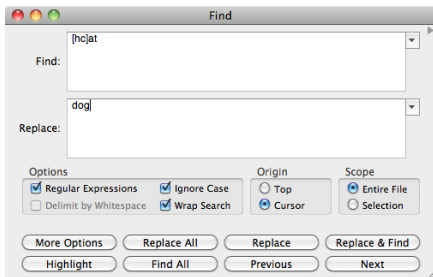 Find
Find:
[hc]at
Replace:
dog
Options
Origin
Scope
Regular Expressions
Ignore Case
Top
Entire File
Delimit by Whitespace
Wrap Search
Cursor
Selection
More Options
Replace All
Replace
Replace & Find
Highlight
Find All
Previous
Next